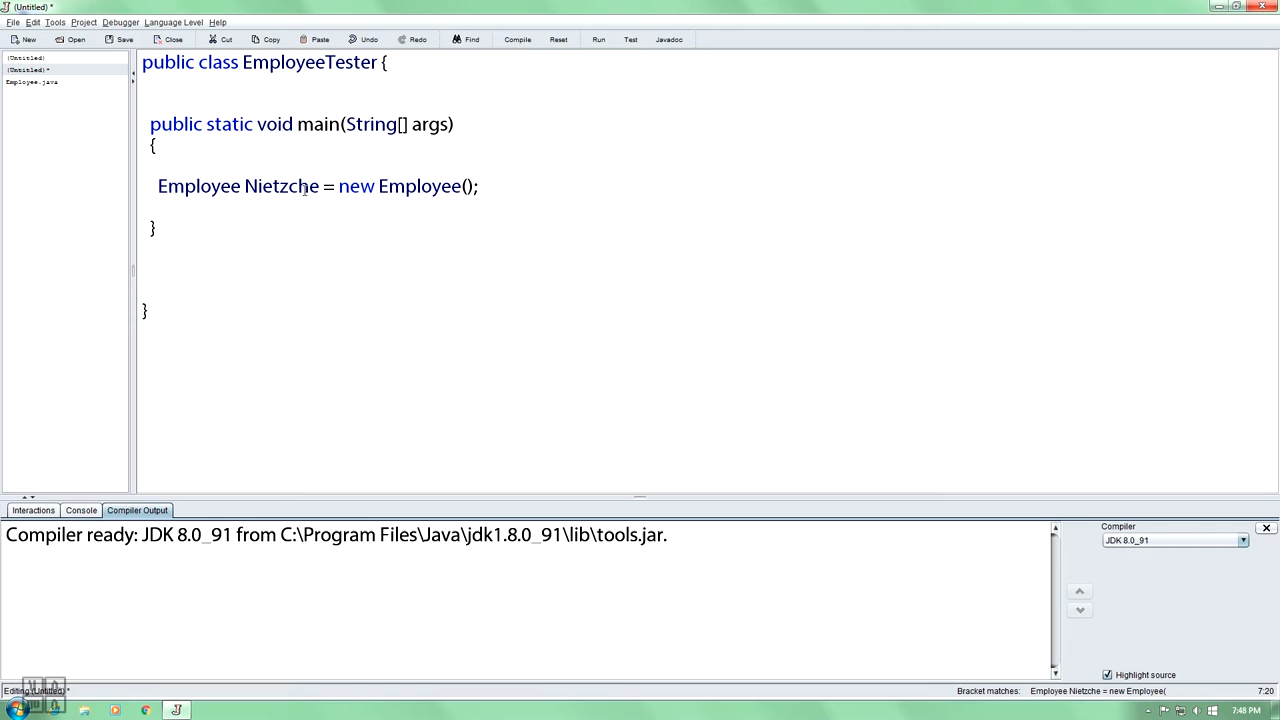 (Untitled) *
File Edit Tools Project Debugger Language Level Help
New Open Save Close Cut Copy Paste Undo Redo Find Compile Reset Run Test Javadoc
(Untitled)
(Untitled)*
Employee.java
public class EmployeeTester {
public static void main(String[] args)
{
Employee Nietzche = new Employee();
}
}
Interactions Console Compiler Output
Compiler ready: JDK 8.0_91 from C:\Program Files\Java\jdk1.8.0_91\lib\tools.jar.
Compiler
JDK 8.0_91
Highlight source
Editing (Untitled) * Bracket matches: Employee Nietzche = new Employee( 7:20
7:48 PM